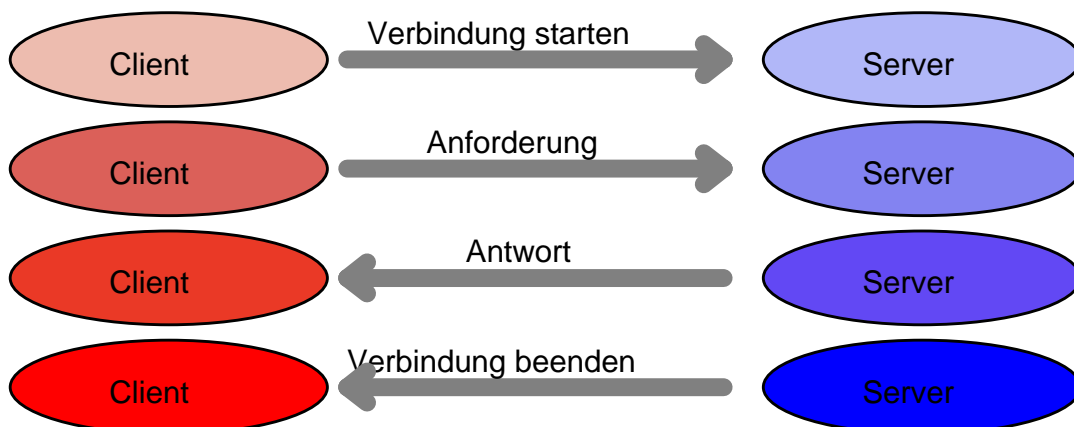 Verbindung starten
Client
Server
Anforderung
Client
Server
Antwort
Client
Server
Verbindung beenden
Client
Server